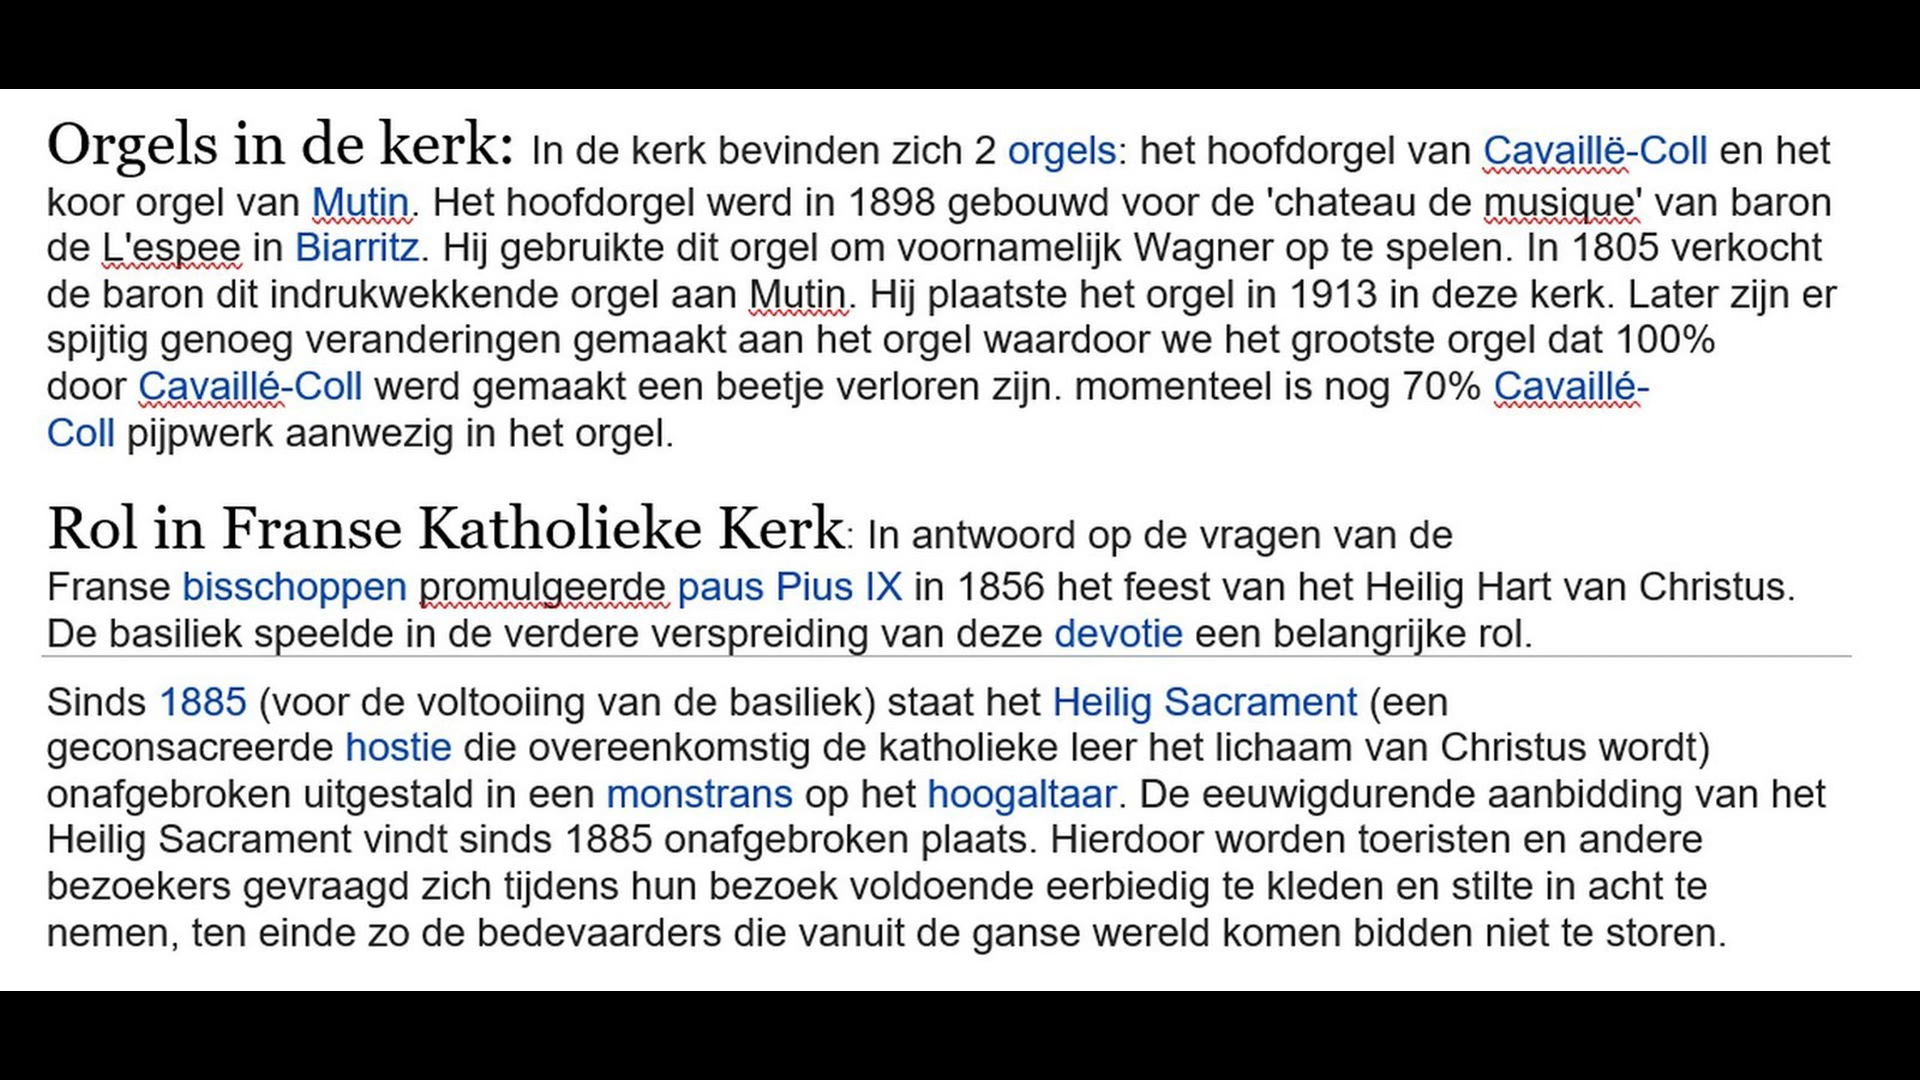 Orgels in de kerk: In de kerk bevinden zich 2 orgels: het hoofdorgel van Cavaillë-Coll en het
koor orgel van Mutin. Het hoofdorgel werd in 1898 gebouwd voor de 'chateau de musique' van baron
de L'espee in Biarritz. Hij gebruikte dit orgel om voornamelijk Wagner op te spelen. In 1805 verkocht
de baron dit indrukwekkende orgel aan Mutin. Hij plaatste het orgel in 1913 in deze kerk. Later zijn er
spijtig genoeg veranderingen gemaakt aan het orgel waardoor we het grootste orgel dat 100%
door Cavaillé-Coll werd gemaakt een beetje verloren zijn. momenteel is nog 70% Cavaillé-
Coll pijpwerk aanwezig in het orgel.
Rol in Franse Katholieke Kerk: In antwoord op de vragen van de
Franse bisschoppen promulgeerde paus Pius IX in 1856 het feest van het Heilig Hart van Christus.
De basiliek speelde in de verdere verspreiding van deze devotie een belangrijke rol.
Sinds 1885 (voor de voltooiing van de basiliek) staat het Heilig Sacrament (een
geconsacreerde hostie die overeenkomstig de katholieke leer het lichaam van Christus wordt)
onafgebroken uitgestald in een monstrans op het hoogaltaar. De eeuwigdurende aanbidding van het
Heilig Sacrament vindt sinds 1885 onafgebroken plaats. Hierdoor worden toeristen en andere
bezoekers gevraagd zich tijdens hun bezoek voldoende eerbiedig te kleden en stilte in acht te
nemen, ten einde zo de bedevaarders die vanuit de ganse wereld komen bidden niet te storen.